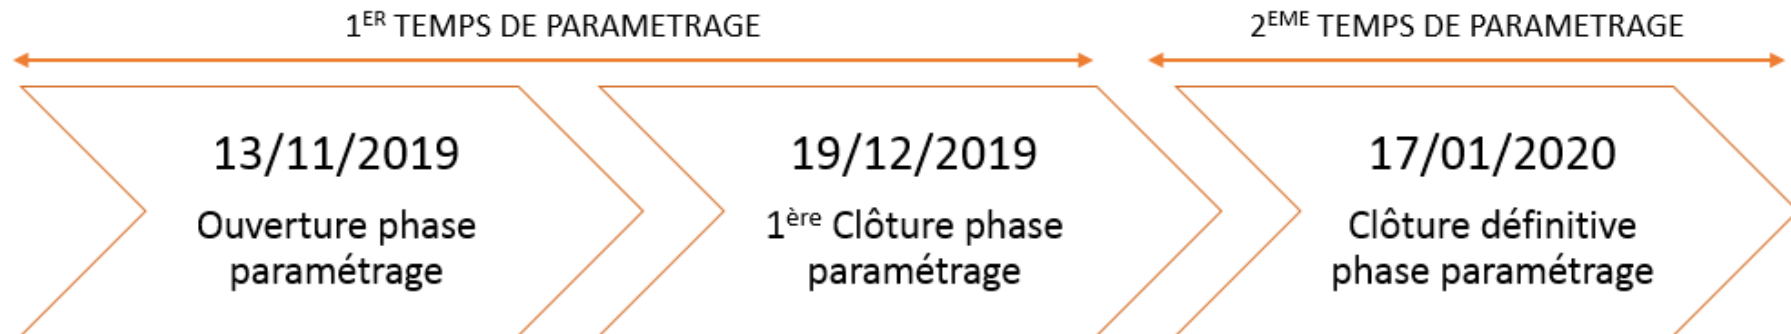 1ER TEMPS DE PARAMETRAGE
2EME TEMPS DE PARAMETRAGE
13/11/2019
Ouverture phase
paramétrage
19/12/2019
1ère Clôture phase
paramétrage
17/01/2020
Clôture définitive
phase paramétrage